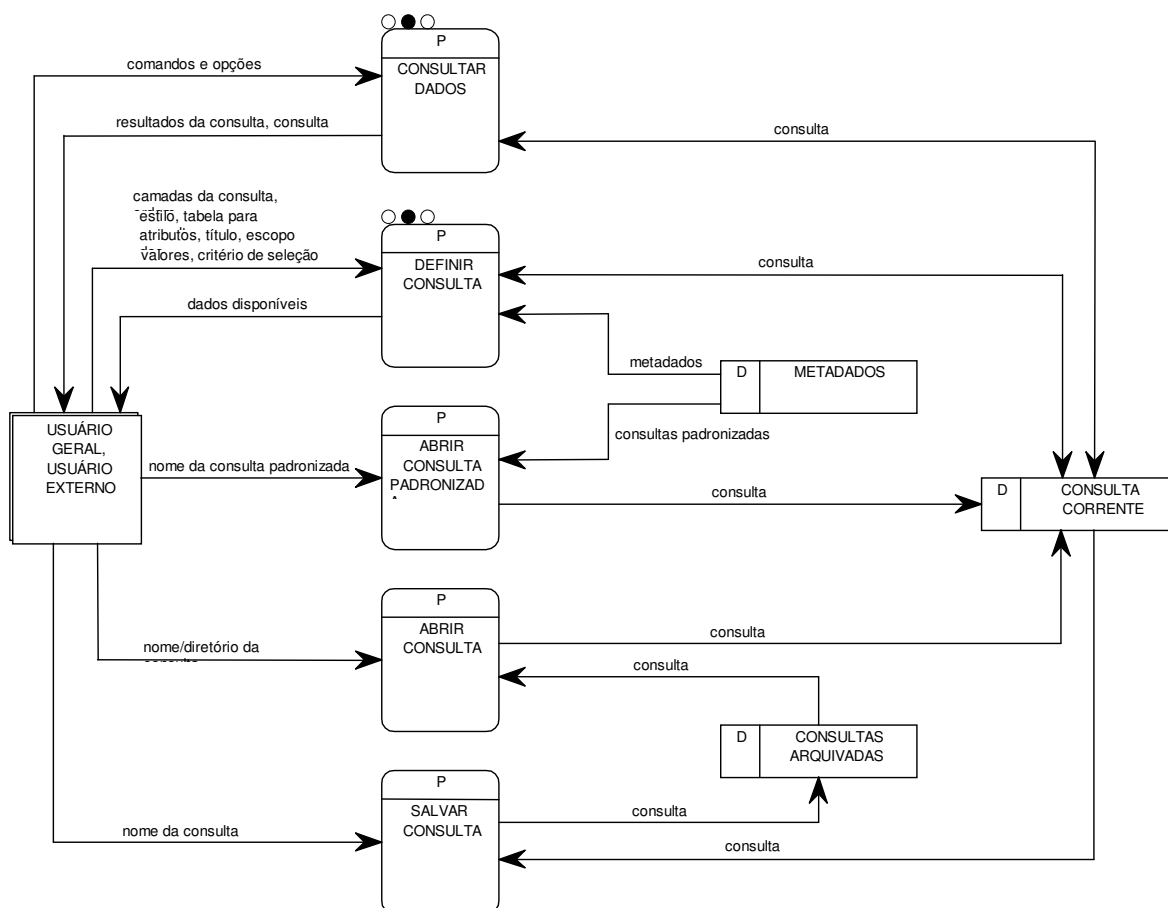 P
CONSULTAR
DADOS
comandos e opções
resultados da consulta, consulta
consulta
camadas da consulta,
estilo, tabela para
atributos, título, escopo
valores, critério de seleção
P
DEFINIR
CONSULTA
consulta
dados disponíveis
metadados
D
METADADOS
consultas padronizadas
USUÁRIO
GERAL,
USUÁRIO
EXTERNO
nome da consulta padronizada
P
ABRIR
CONSULTA
PADRONIZAD
consulta
D
CONSULTA
CORRENTE
P
ABRIR
CONSULTA
nome/diretório da
consulta
consulta
D
CONSULTAS
ARQUIVADAS
P
SALVAR
CONSULTA
nome da consulta
consulta
consulta